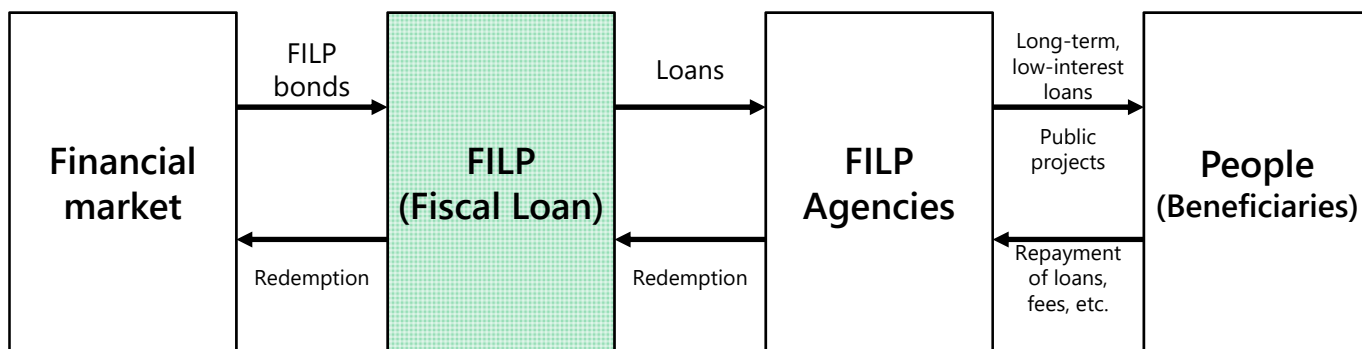 Financial
market
FILP
bonds
Redemption
FILP
(Fiscal Loan)
Loans
Redemption
FILP
Agencies
Long-term,
low-interest
loans
Public
projects
Repayment
of loans,
fees, etc.
People
(Beneficiaries)